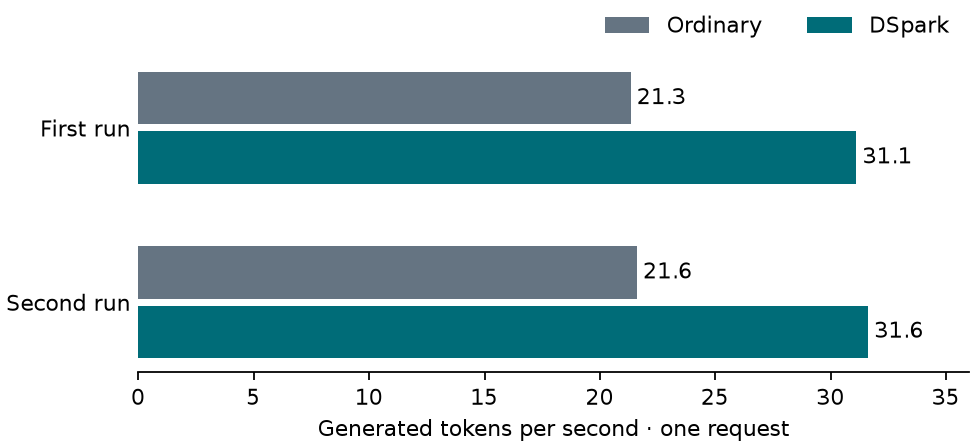 Ordinary DSpark
21.3
First run
31.1
21.6
Second run
31.6
0 5 10 15 20 25 30 35
Generated tokens per second · one request